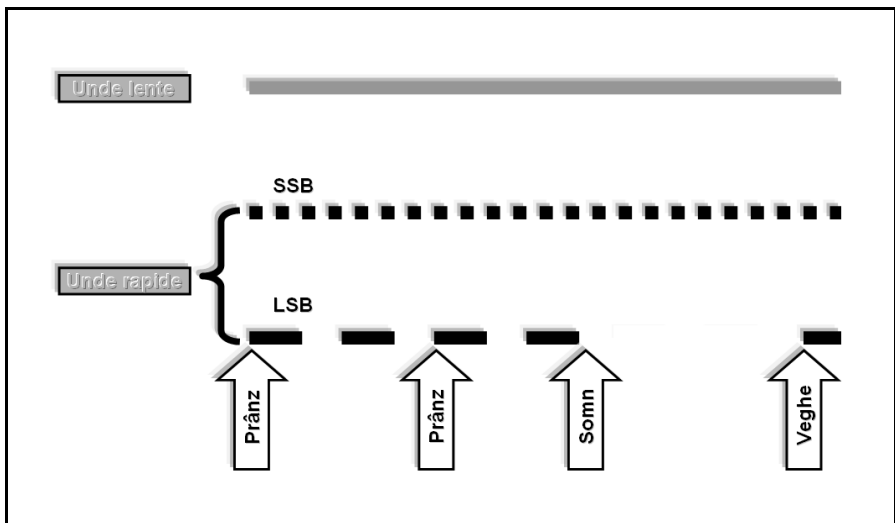 Unde lente
SSB
Unde rapide
LSB
Prânz
Prânz
Somn
Veghe